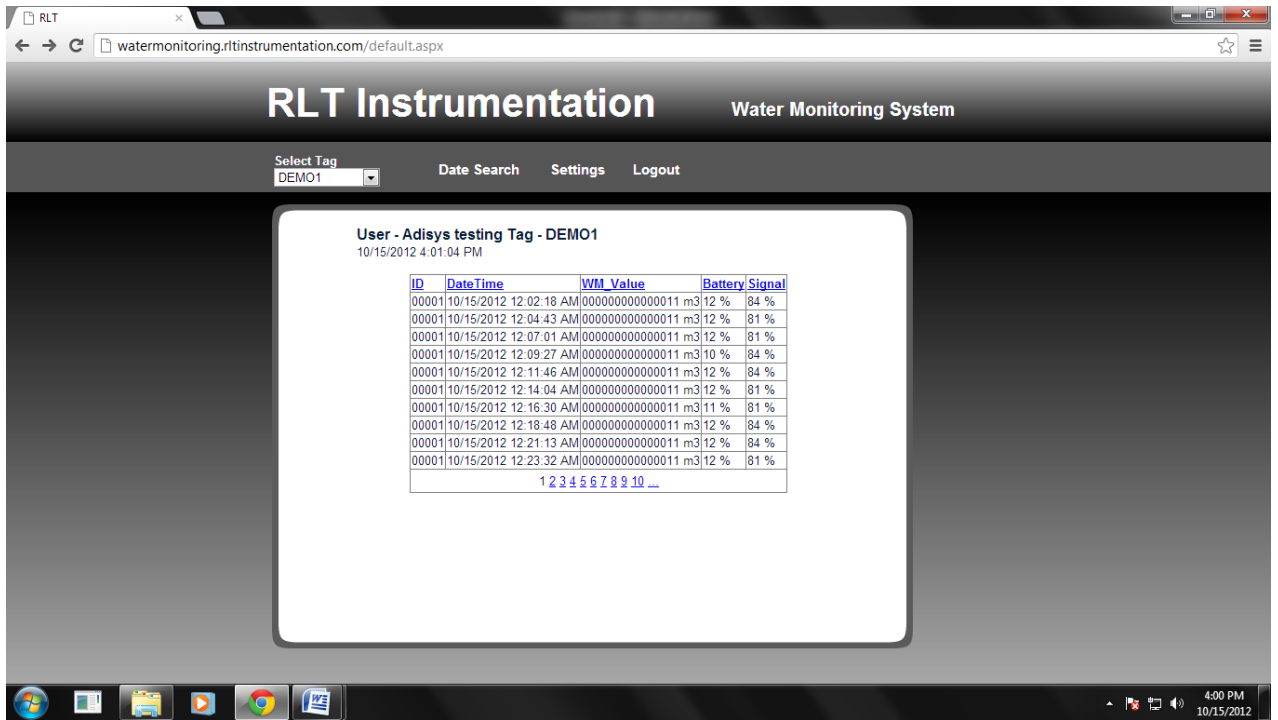 RLT
watermonitoring.rltinstrumentation.com/default.aspx
RLT Instrumentation Water Monitoring System
Select Tag
DEMO1 Date Search Settings Logout
User - Adisys testing Tag - DEMO1
10/15/2012 4:01:04 PM
ID DateTime WM_Value Battery Signal
00001 10/15/2012 12:02:18 AM 000000000000011 m3 12 % 84 %
00001 10/15/2012 12:04:43 AM 000000000000011 m3 12 % 81 %
00001 10/15/2012 12:07:01 AM 000000000000011 m3 12 % 81 %
00001 10/15/2012 12:09:27 AM 000000000000011 m3 10 % 84 %
00001 10/15/2012 12:11:46 AM 000000000000011 m3 12 % 84 %
00001 10/15/2012 12:14:04 AM 000000000000011 m3 12 % 81 %
00001 10/15/2012 12:16:30 AM 000000000000011 m3 11 % 81 %
00001 10/15/2012 12:18:48 AM 000000000000011 m3 12 % 84 %
00001 10/15/2012 12:21:13 AM 000000000000011 m3 12 % 84 %
00001 10/15/2012 12:23:32 AM 000000000000011 m3 12 % 81 %
1 2 3 4 5 6 7 8 9 10 ...
4:00 PM
10/15/2012